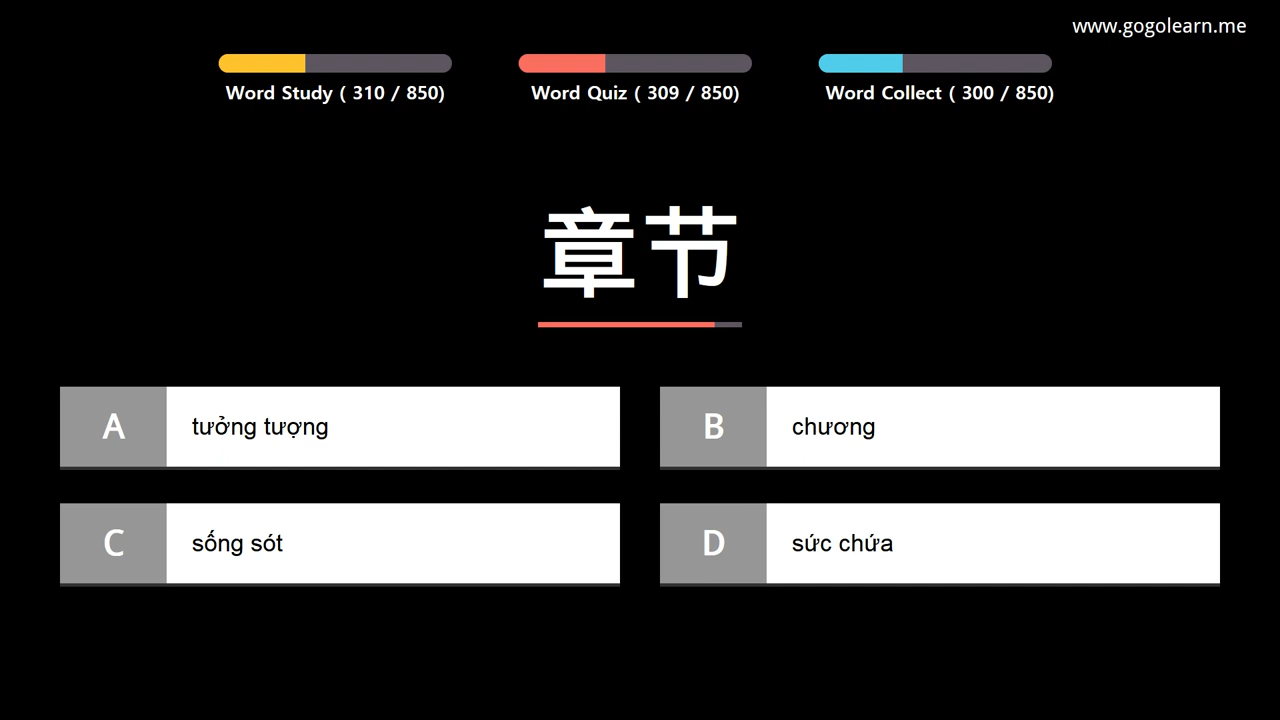 www.gogolearn.me
Word Study ( 310 / 850)
Word Quiz ( 309 / 850)
Word Collect ( 300 / 850)
章节
A tưởng tượng
B chương
C sống sót
D sức chứa